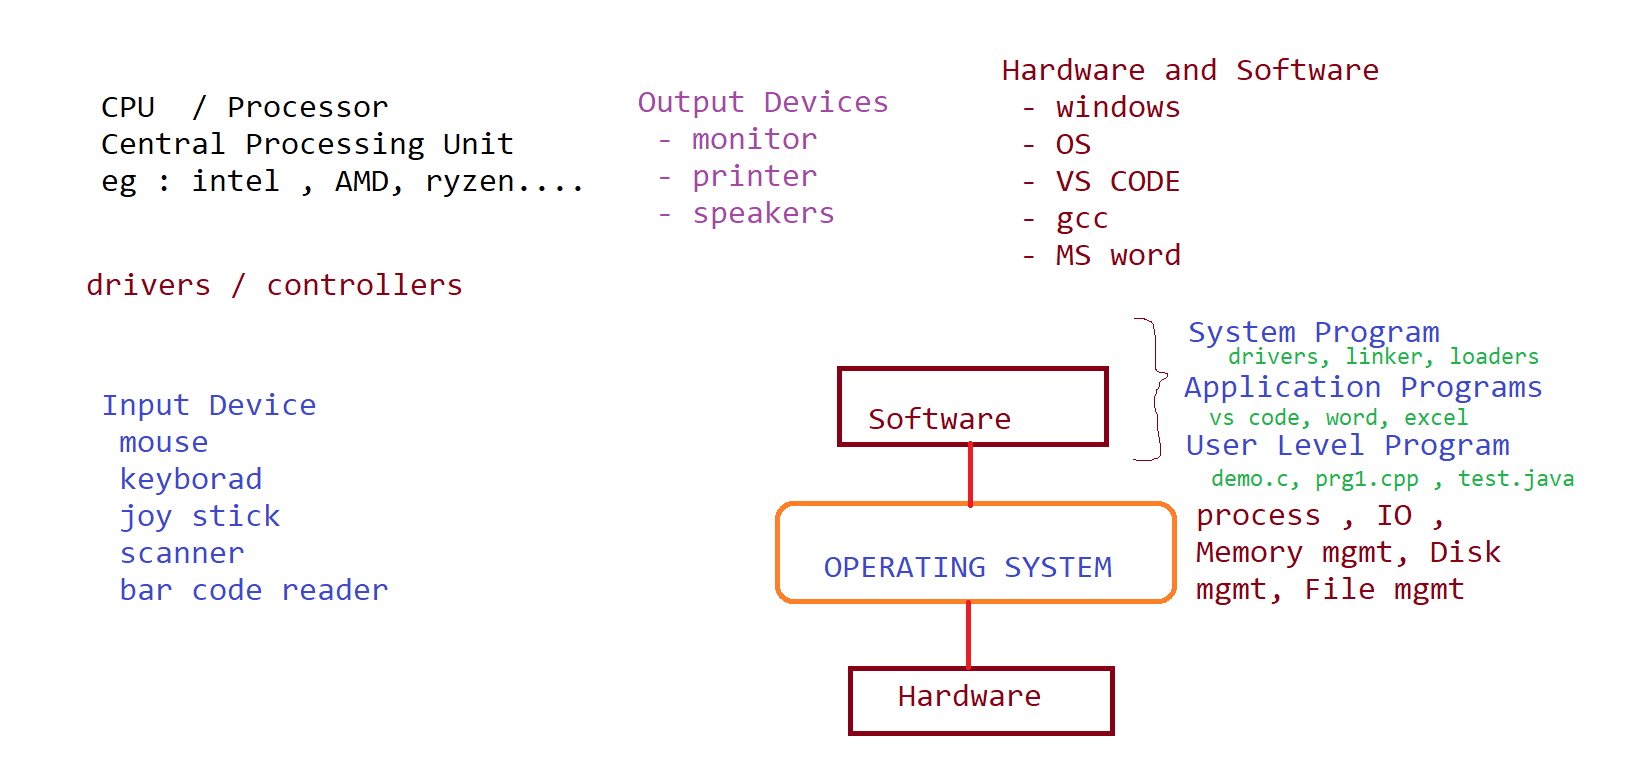 CPU  / Processor
Central Processing Unit
eg : intel , AMD, ryzen....
drivers / controllers
Input Device
mouse
keyborad
joy stick
scanner
bar code reader
Output Devices
- monitor
- printer
- speakers
Hardware and Software
- windows
- OS
- VS CODE
- gcc
- MS word
Software
System Program
drivers, linker, loaders
Application Programs
vs code, word, excel
User Level Program
demo.c, prg1.cpp , test.java
OPERATING SYSTEM
process , IO ,
Memory mgmt, Disk
mgmt, File mgmt
Hardware